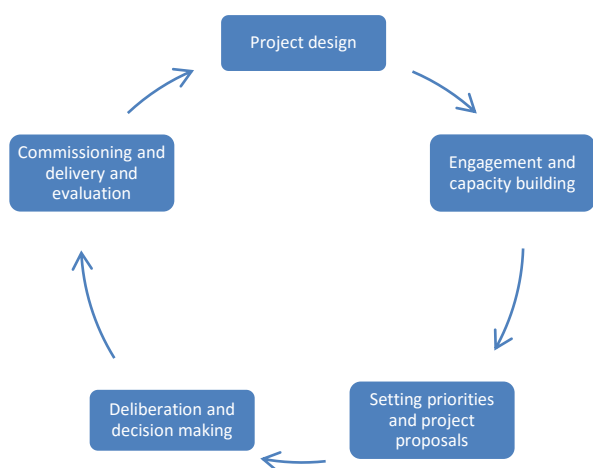 Project design
Engagement and
capacity building
Setting priorities
and project
proposals
Deliberation and
decision making
Commissioning and
delivery and
evaluation